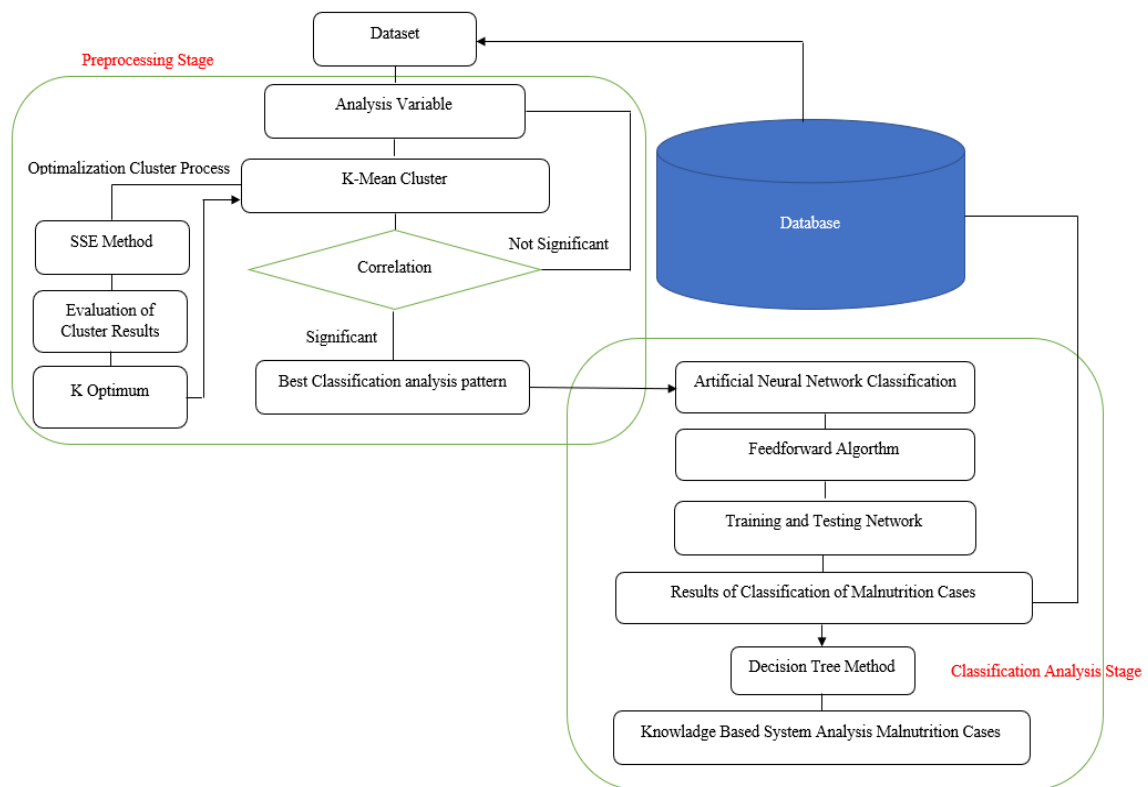 Dataset
Preprocessing Stage
Analysis Variable
Optimalization Cluster Process
K-Mean Cluster
SSE Method
Not Significant
Correlation
Evaluation of
Cluster Results
Significant
K Optimum
Best Classification analysis pattern
Database
Artificial Neural Network Classification
Feedforward Algorthm
Training and Testing Network
Results of Classification of Malnutrition Cases
Decision Tree Method
Classification Analysis Stage
Knowladge Based System Analysis Malnutrition Cases